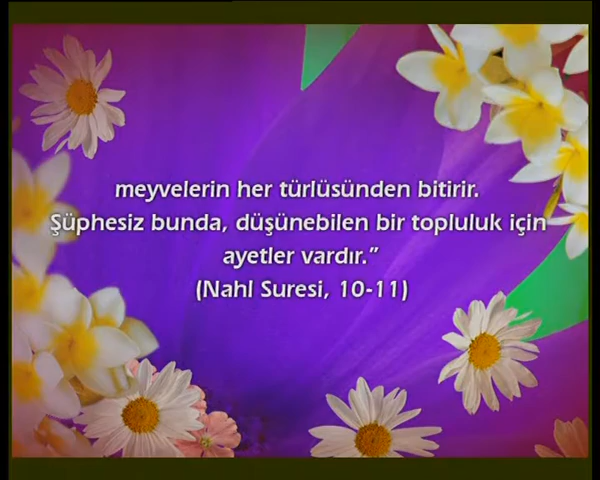 meyvelerin her türlüsünden bitirir.
Şüphesiz bunda, düşünebilen bir topluluk için
ayetler vardır.”
(Nahl Suresi, 10-11)